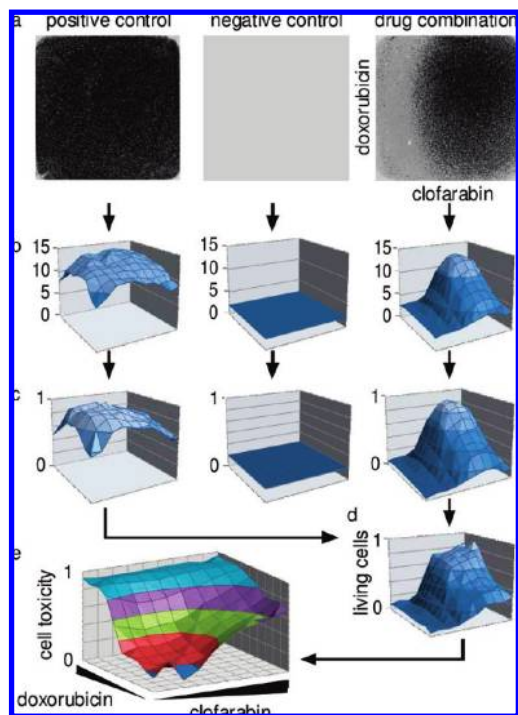 a positive control negative control drug combination
doxorubicin
clofarabin
b 15 15 15
10 10 10
5 5 5
0 0 0
c 1 1 1
0 0 0
d
1
living cells
0
e
1
cell toxicity
0
doxorubicin
clofarabin